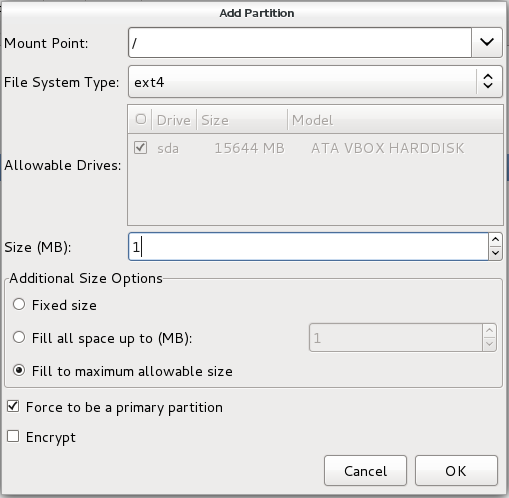 Add Partition
Mount Point: /
File System Type: ext4
Drive Size Model
Allowable Drives: sda 15644 MB ATA VBOX HARDDISK
Size (MB): 1
Additional Size Options
Fixed size
Fill all space up to (MB): 1
Fill to maximum allowable size
Force to be a primary partition
Encrypt
Cancel OK